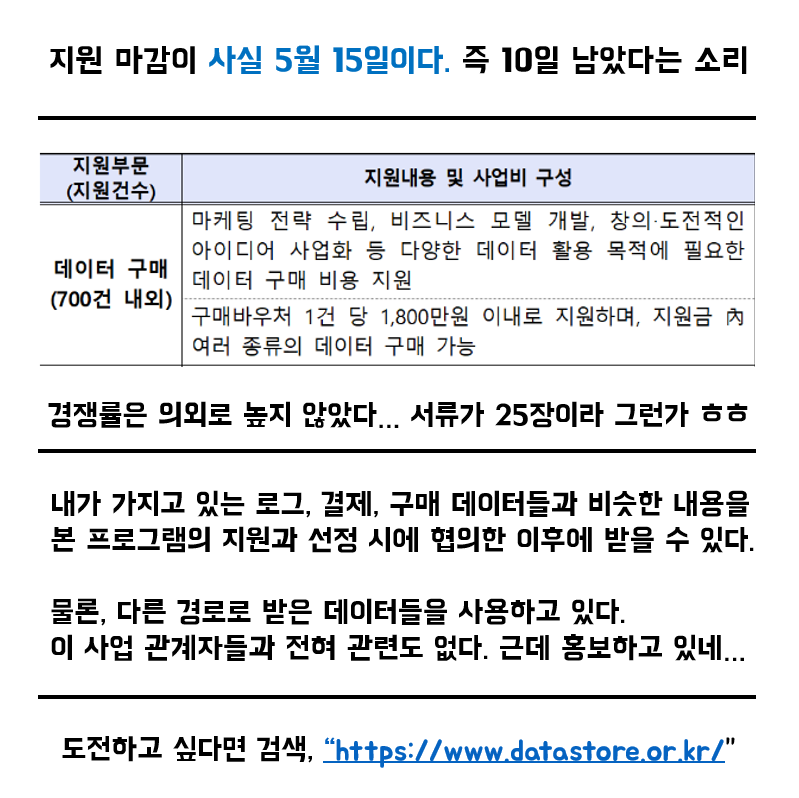 지원 마감이 사실 5월 15일이다. 즉 10일 남았다는 소리
지원부문
(지원건수)
지원내용 및 사업비 구성
데이터 구매
(700건 내외)
마케팅 전략 수립, 비즈니스 모델 개발, 창의·도전적인
아이디어 사업화 등 다양한 데이터 활용 목적에 필요한
데이터 구매 비용 지원
구매바우처 1건 당 1,800만원 이내로 지원하며, 지원금 內
여러 종류의 데이터 구매 가능
경쟁률은 의외로 높지 않았다... 서류가 25장이라 그런가 ㅎㅎ
내가 가지고 있는 로그, 결제, 구매 데이터들과 비슷한 내용을
본 프로그램의 지원과 선정 시에 협의한 이후에 받을 수 있다.
물론, 다른 경로로 받은 데이터들을 사용하고 있다.
이 사업 관계자들과 전혀 관련도 없다. 근데 홍보하고 있네...
도전하고 싶다면 검색, “https://www.datastore.or.kr/"